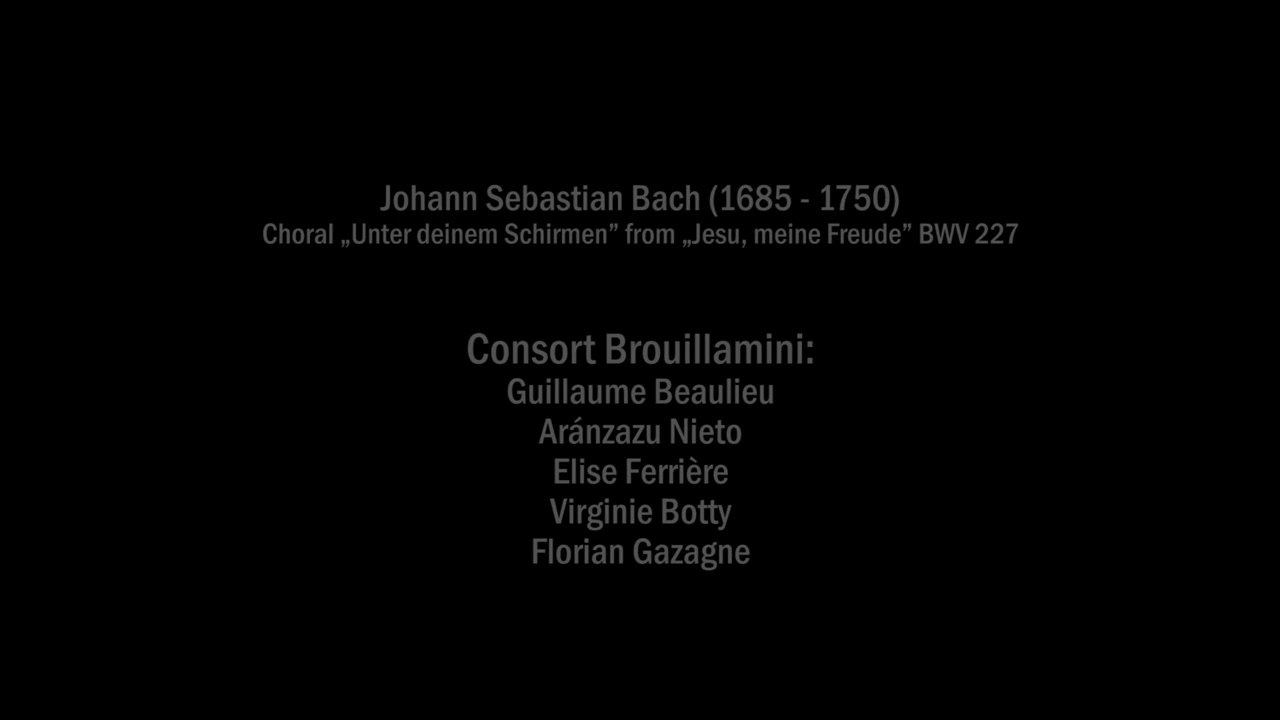 Johann Sebastian Bach (1685 - 1750)
Choral „Unter deinem Schirmen” from „Jesu, meine Freude” BWV 227
Consort Brouillamini:
Guillaume Beaulieu
Aránzazu Nieto
Elise Ferrière
Virginie Botty
Florian Gazagne